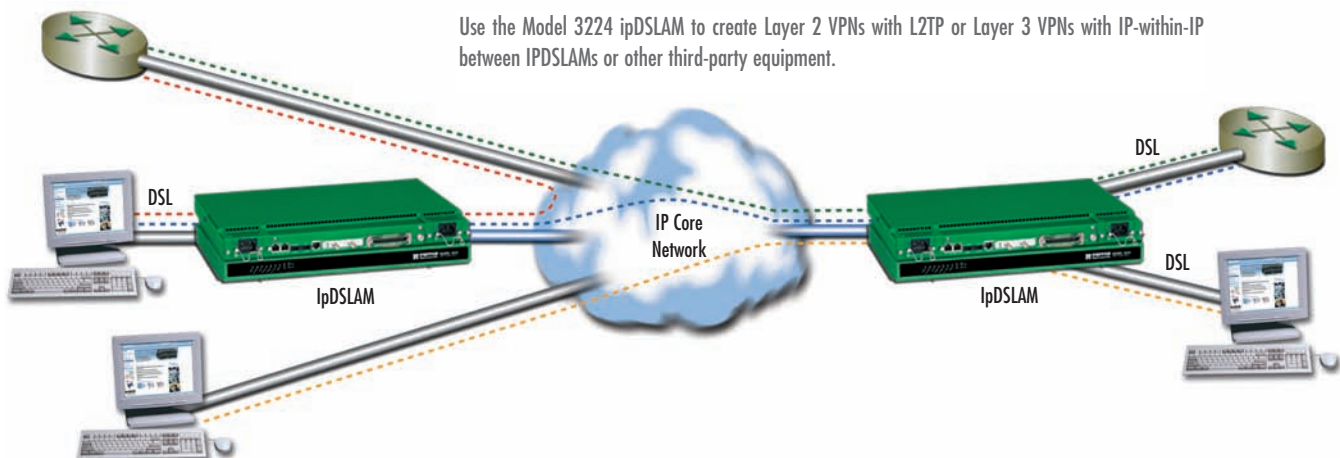 Use the Model 3224 ipDSLAM to create Layer 2 VPNs with L2TP or Layer 3 VPNs with IP-within-IP
between IPDSLAMs or other third-party equipment.
DSL
DSL
IP Core
Network
IpDSLAM
DSL
IpDSLAM